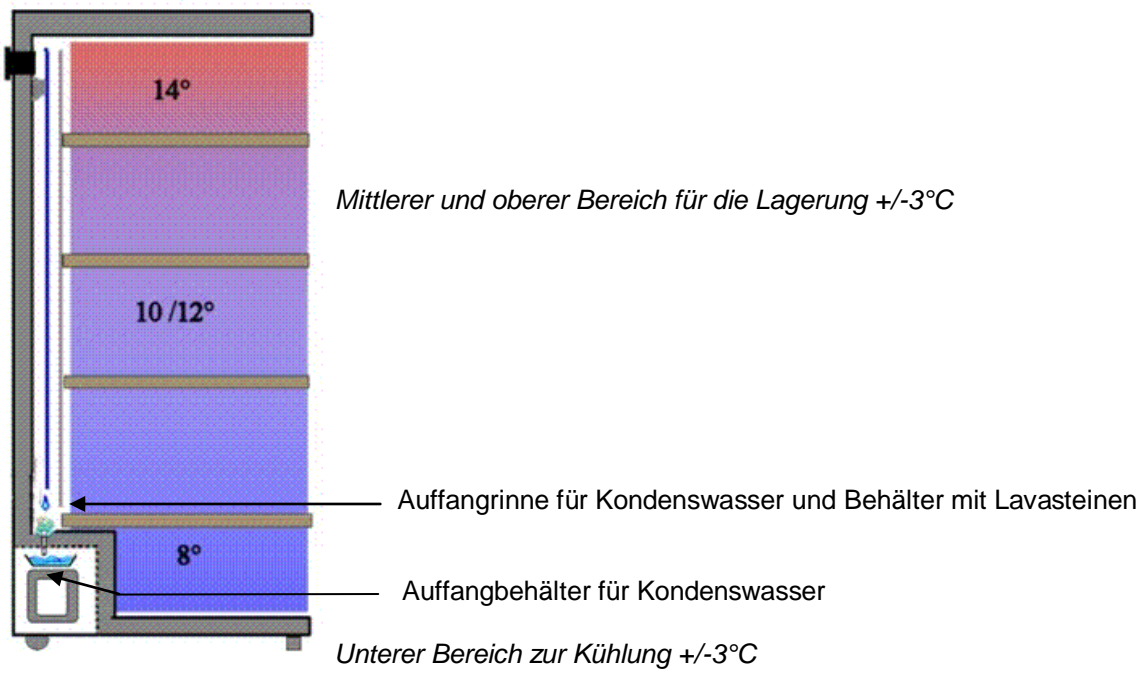 14°
Mittlerer und oberer Bereich für die Lagerung +/-3°C
10 /12°
Auffangrinne für Kondenswasser und Behälter mit Lavasteinen
8°
Auffangbehälter für Kondenswasser
Unterer Bereich zur Kühlung +/-3°C